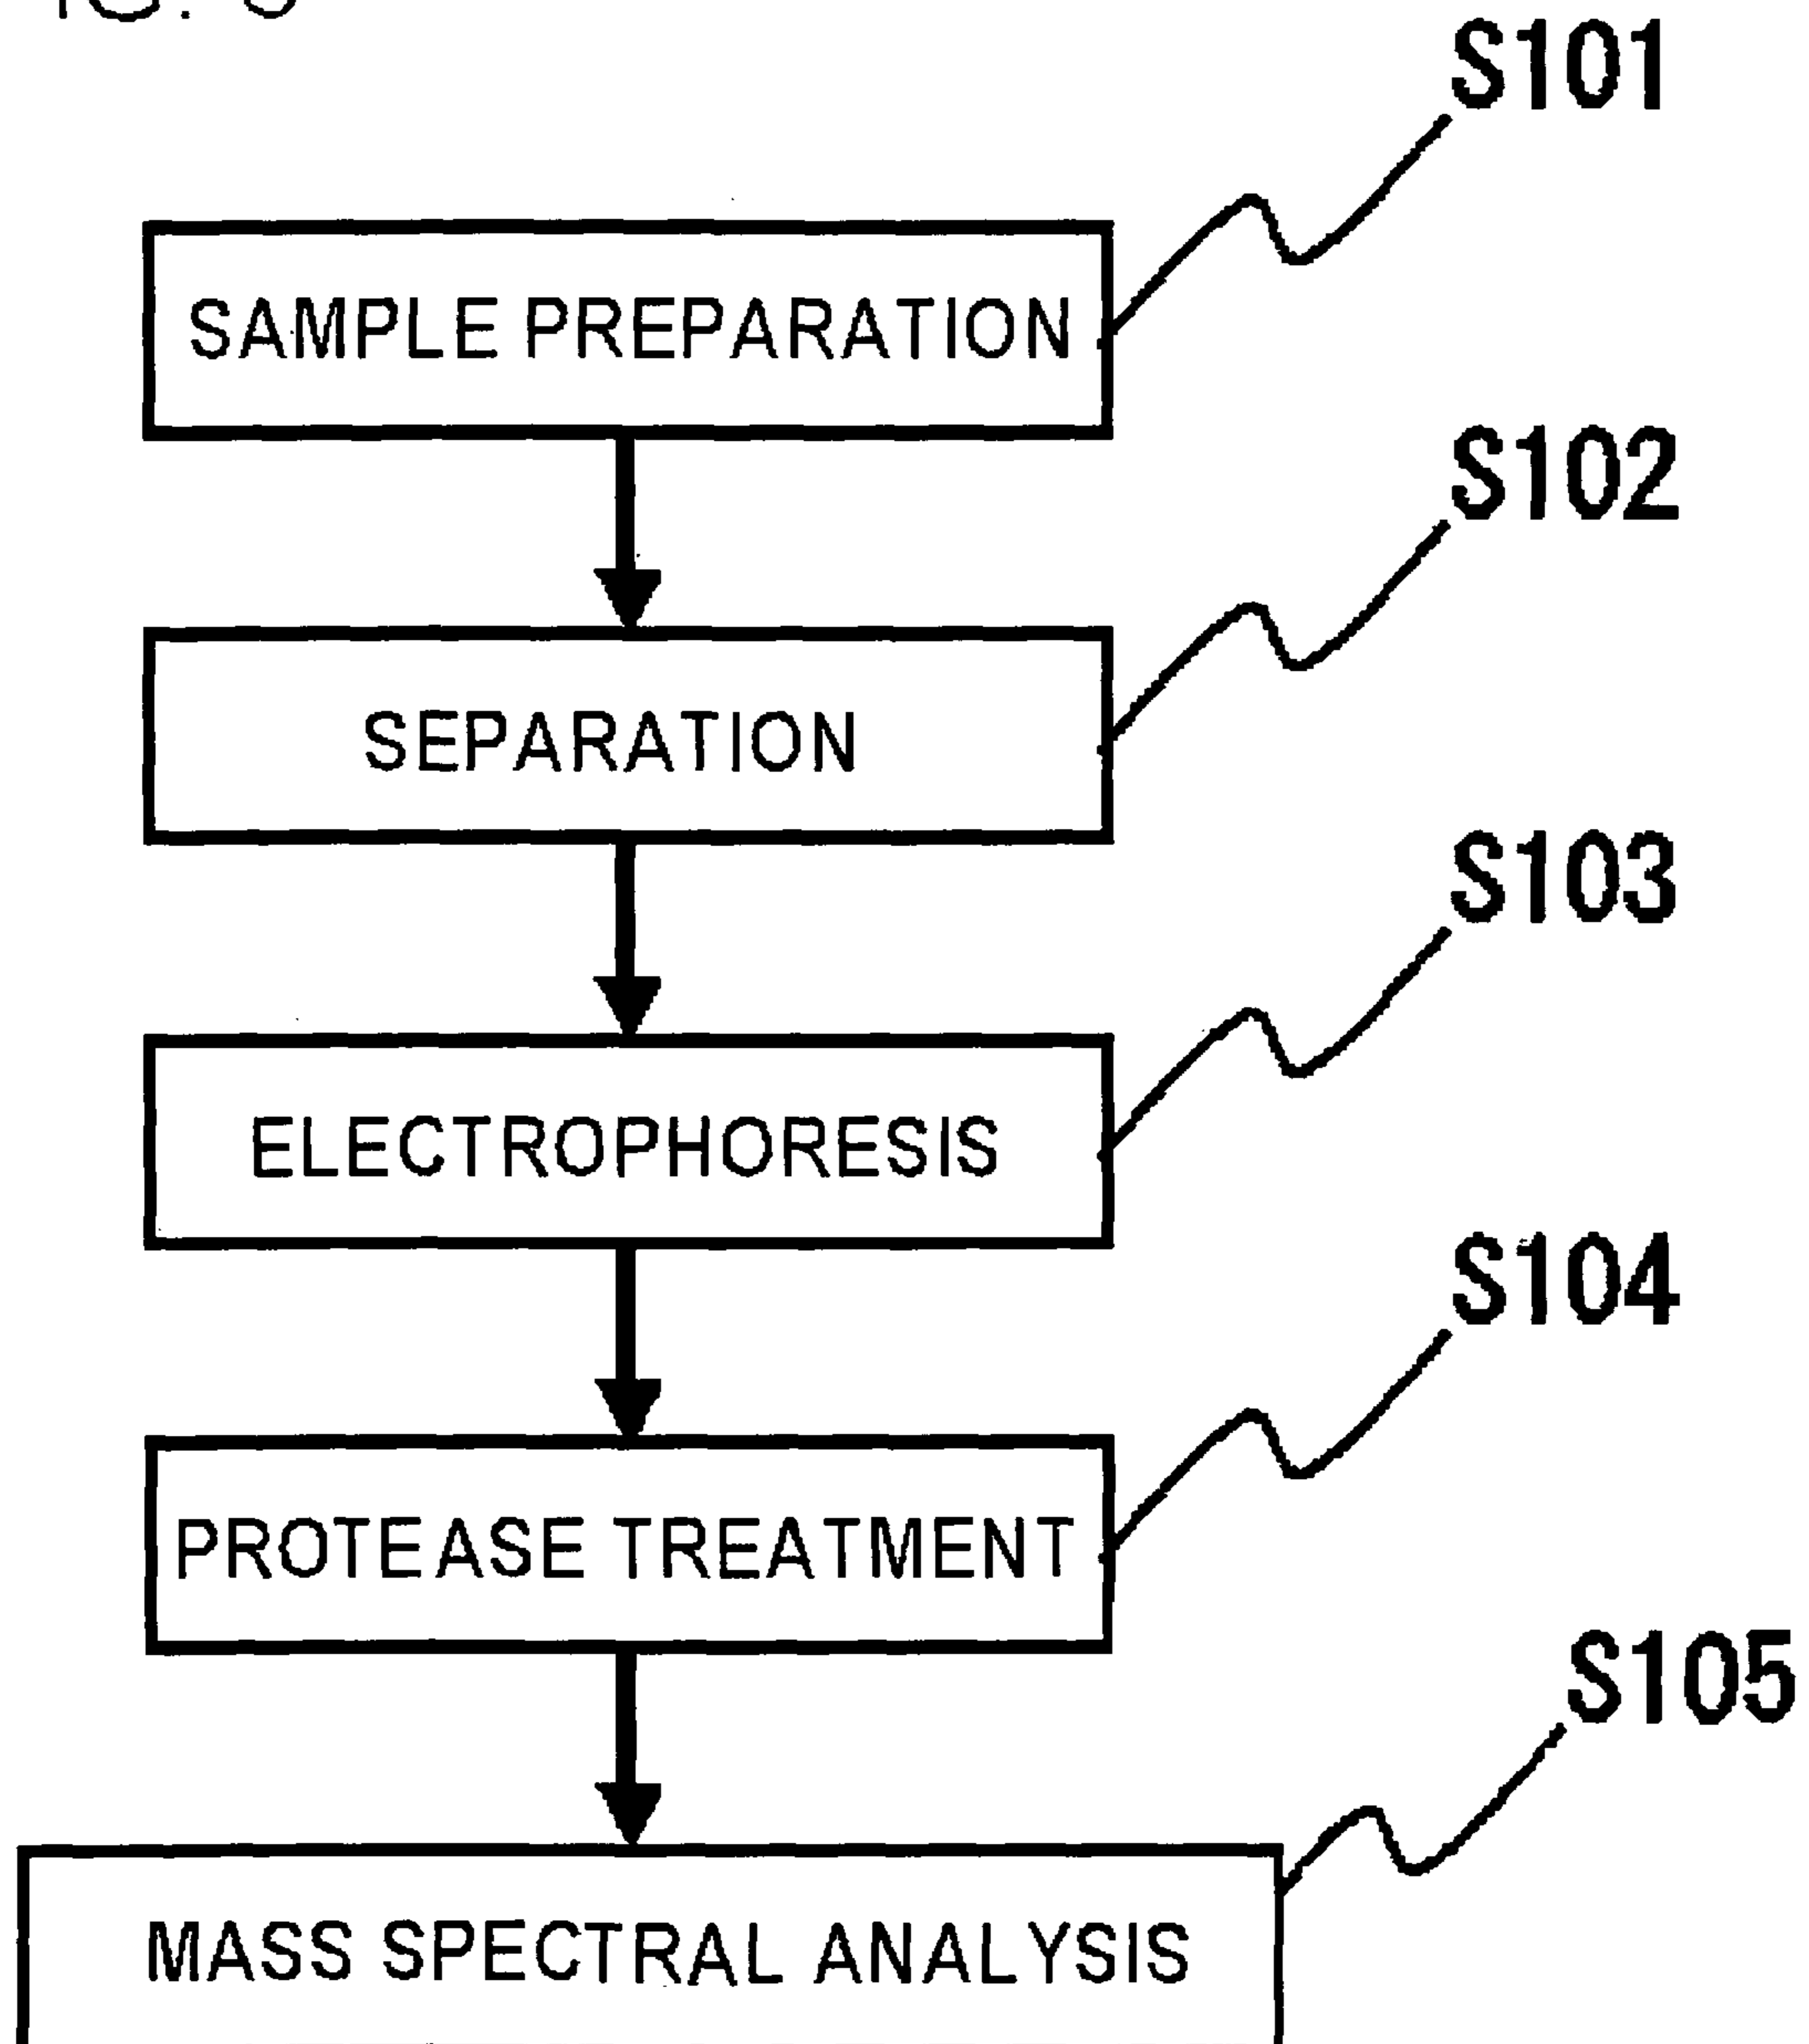 S101
SAMPLE PREPARATION
S102
SEPARATION
S103
ELECTROPHORESIS
S104
PROTEASE TREATMENT
S105
MASS SPECTRAL ANALYSIS